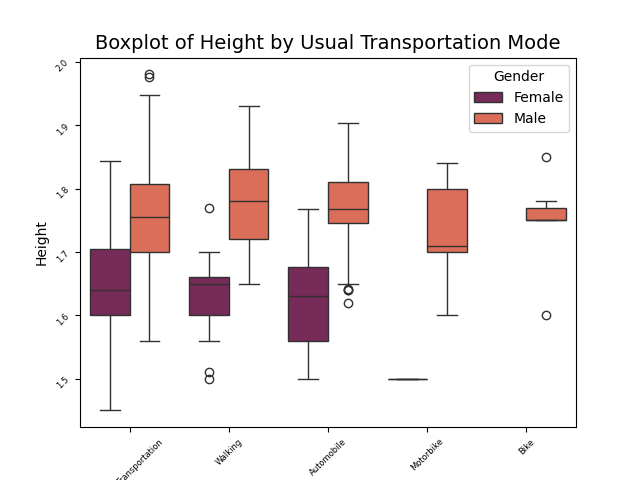 Boxplot of Height by Usual Transportation Mode
Gender
Female
Male
Height
2.0
1.9
1.8
1.7
1.6
1.5
Transportation
Walking
Automobile
Motorbike
Bike